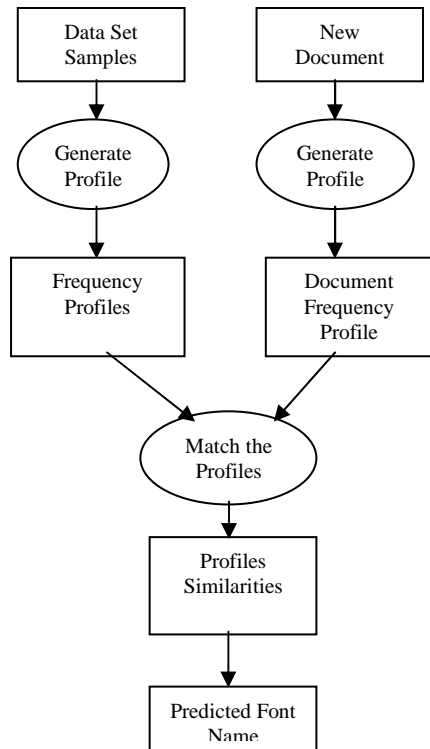 Data Set
Samples
New
Document
Generate
Profile
Generate
Profile
Frequency
Profiles
Document
Frequency
Profile
Match the
Profiles
Profiles
Similarities
Predicted Font
Name